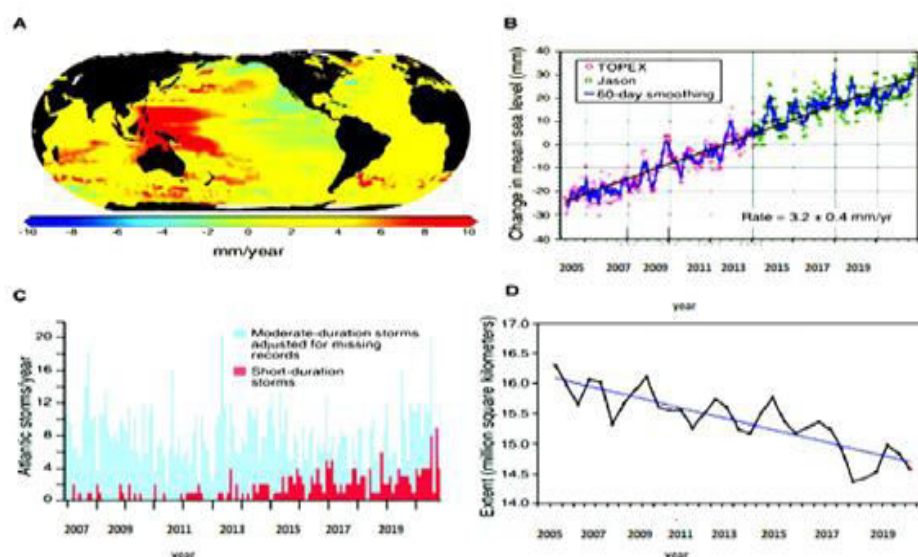 A
-10 -8 -6 -4 -2 0 2 4 6 8 10
mm/year
B
Change in mean sea level (mm)
40
30
20
10
0
-10
-20
-30
-40
TOPEX
Jason
60-day smoothing
Rate = 3.2 ± 0.4 mm/yr
2005 2007 2009 2011 2013 2015 2017 2019
year
C
Atlantic storms/year
20
16
12
8
4
0
Moderate-duration storms
adjusted for missing
records
Short-duration
storms
2007 2009 2011 2013 2015 2017 2019
year
D
Extent (million square kilometers)
17.0
16.0
15.5
15.0
14.5
14.0
2005 2007 2009 2011 2013 2015 2017 2019
year